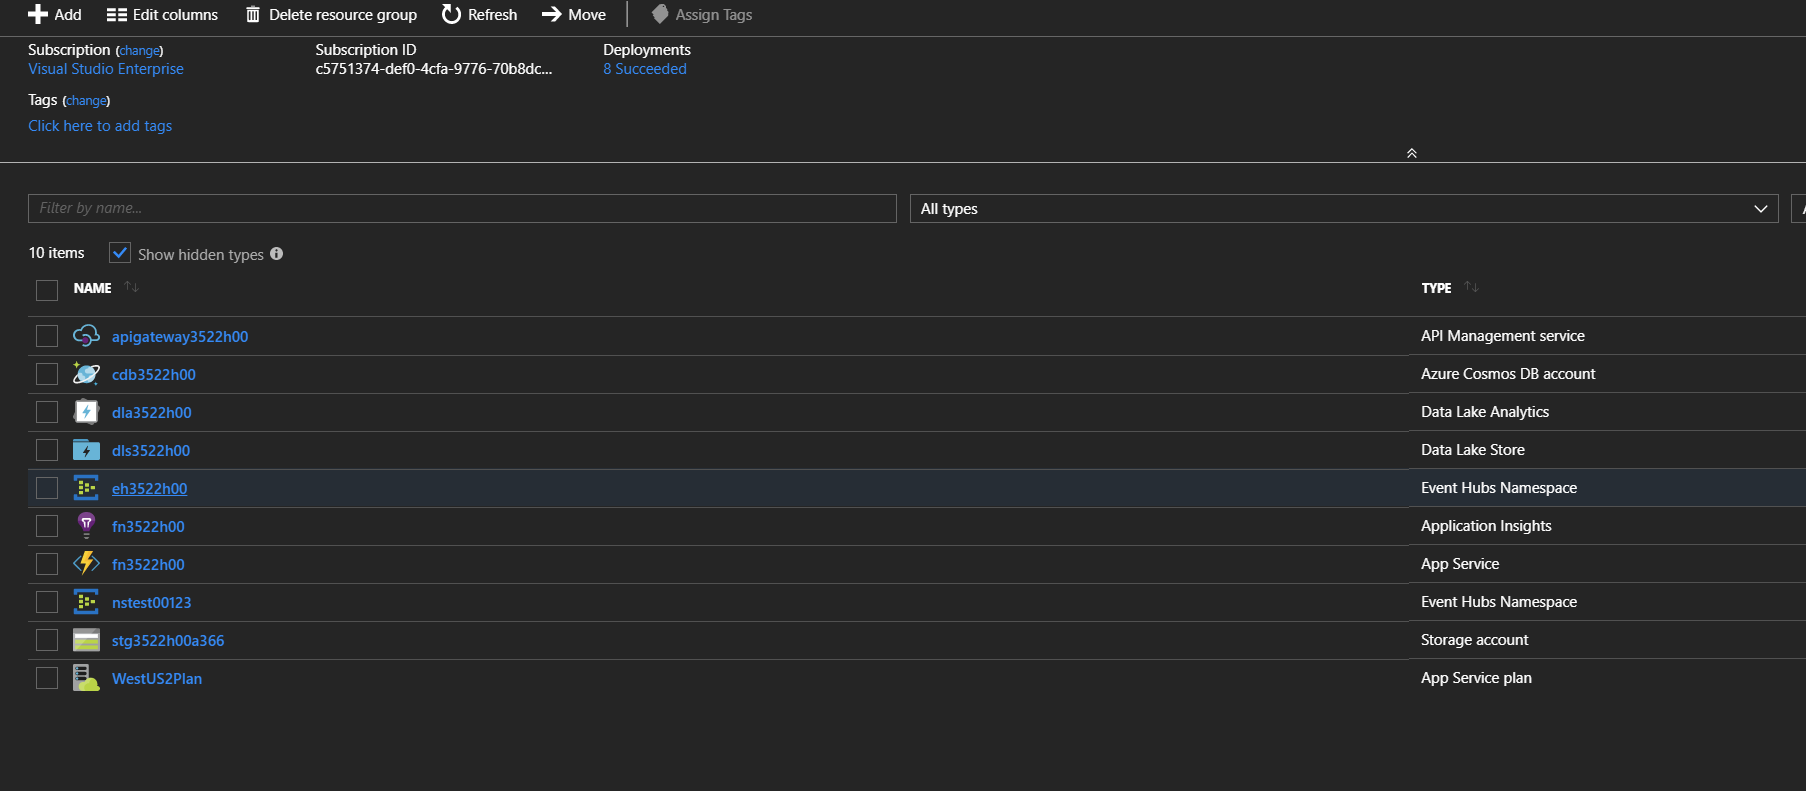 Add Edit columns Delete resource group Refresh Move Assign Tags
Subscription (change) Subscription ID Deployments
Visual Studio Enterprise c5751374-def0-4cfa-9776-70b8dc... 8 Succeeded
Tags (change)
Click here to add tags
Filter by name... All types
10 items Show hidden types
NAME TYPE
apigateway3522h00 API Management service
cdb3522h00 Azure Cosmos DB account
dla3522h00 Data Lake Analytics
dls3522h00 Data Lake Store
eh3522h00 Event Hubs Namespace
fn3522h00 Application Insights
fn3522h00 App Service
nstest00123 Event Hubs Namespace
stg3522h00a366 Storage account
WestUS2Plan App Service plan